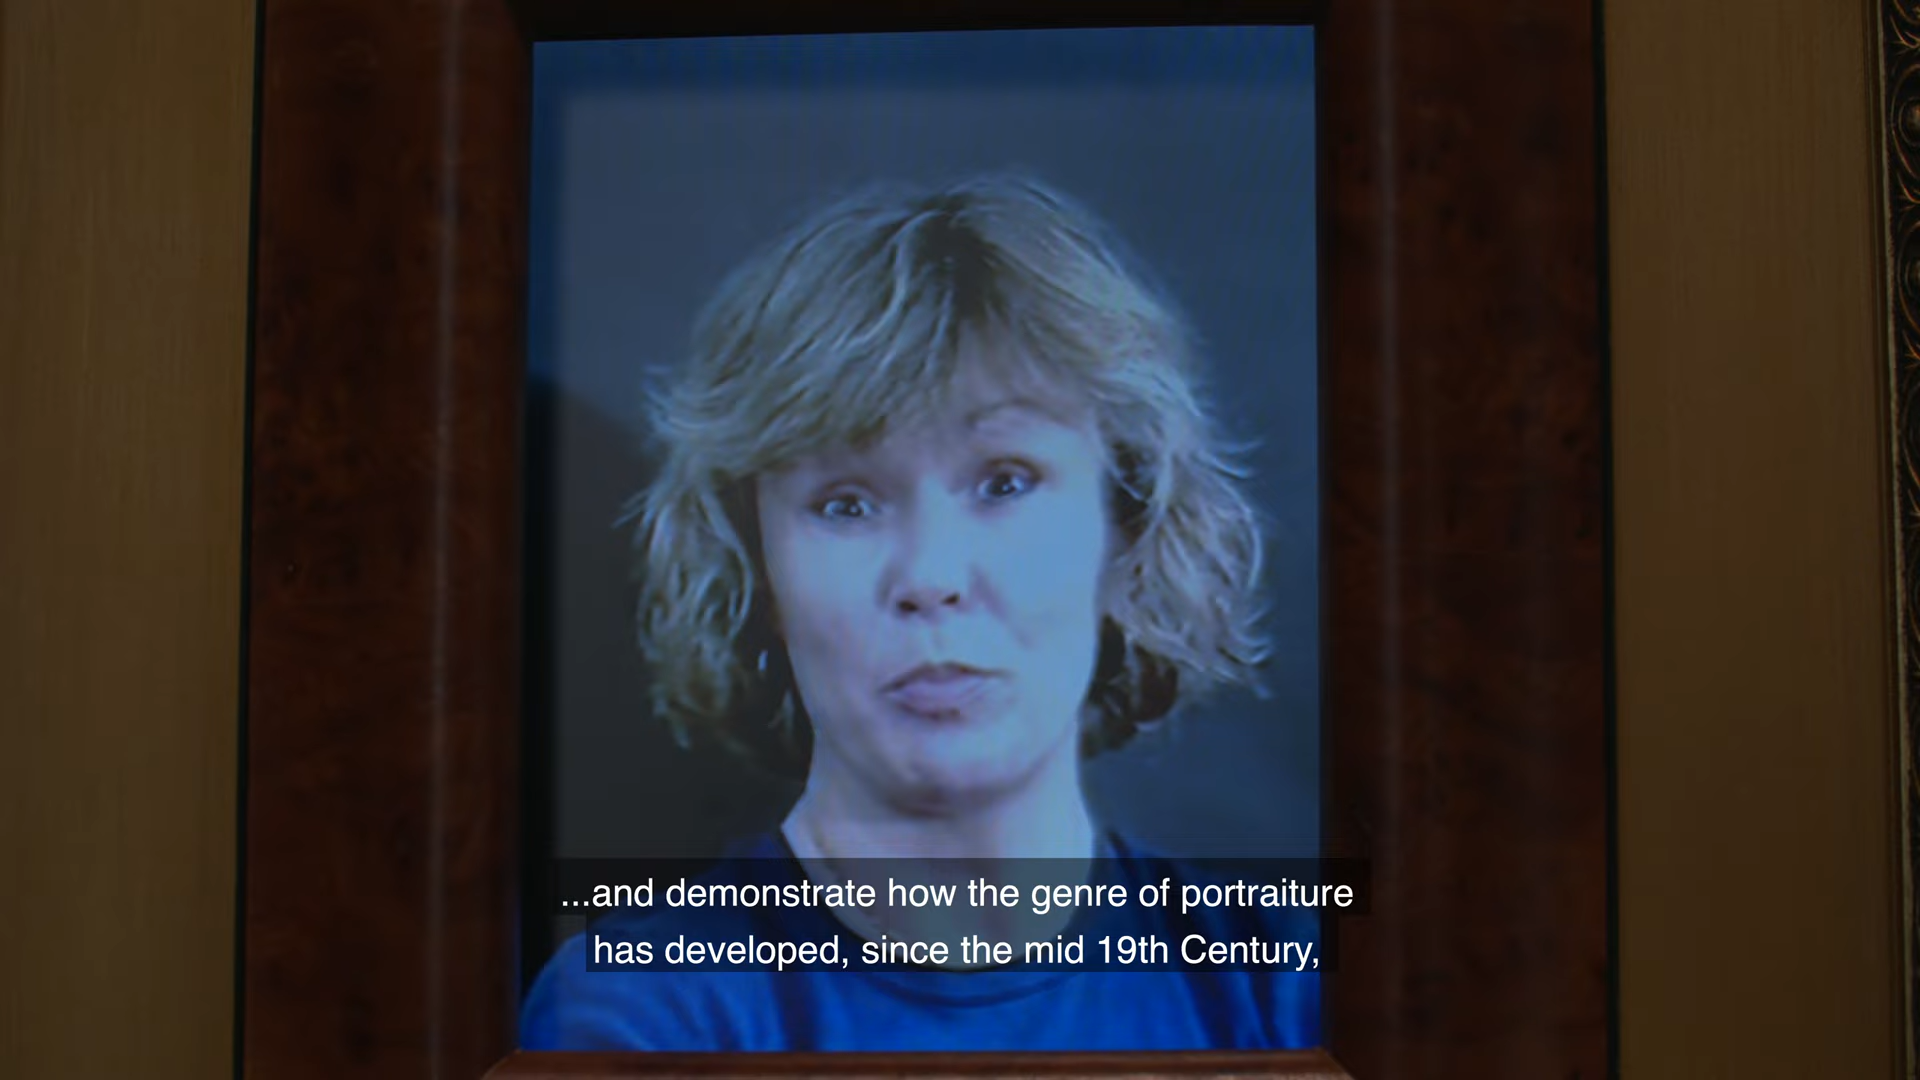 ...and demonstrate how the genre of portraiture
has developed, since the mid 19th Century,